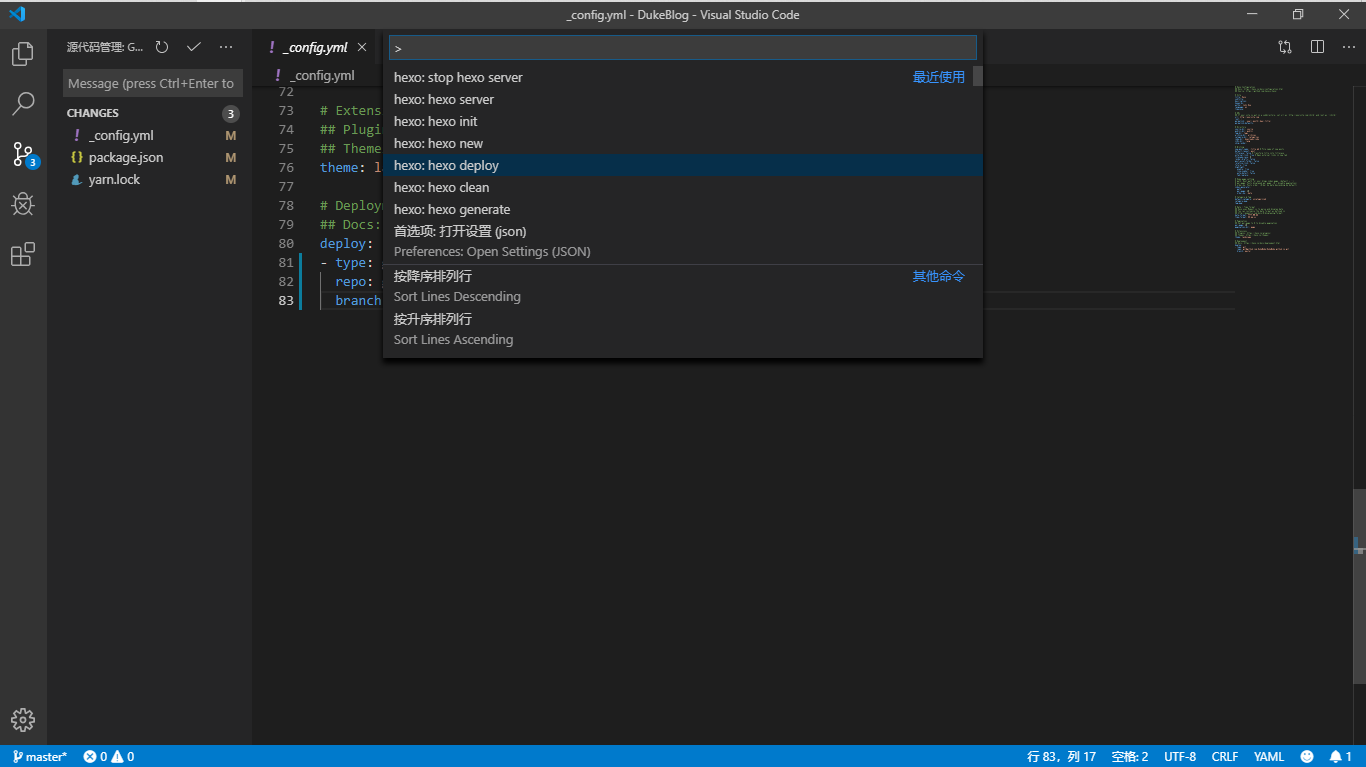 _config.yml - DukeBlog - Visual Studio Code
源代码管理: G...
Message (press Ctrl+Enter to
CHANGES
3
_config.yml
M
package.json
M
yarn.lock
M
3
_config.yml
_config.yml
>
hexo: stop hexo server
最近使用
hexo: hexo server
hexo: hexo init
hexo: hexo new
hexo: hexo deploy
hexo: hexo clean
hexo: hexo generate
首选项: 打开设置 (json)
Preferences: Open Settings (JSON)
按降序排列行
其他命令
Sort Lines Descending
按升序排列行
Sort Lines Ascending
72
73 # Extens
74 ## Plugi
75 ## Theme
76 theme:
77
78 # Deploym
79 ## Docs:
80 deploy:
81 - type:
82 repo:
83 branch
master*
0
0
行 83，列 17
空格: 2
UTF-8
CRLF
YAML
1